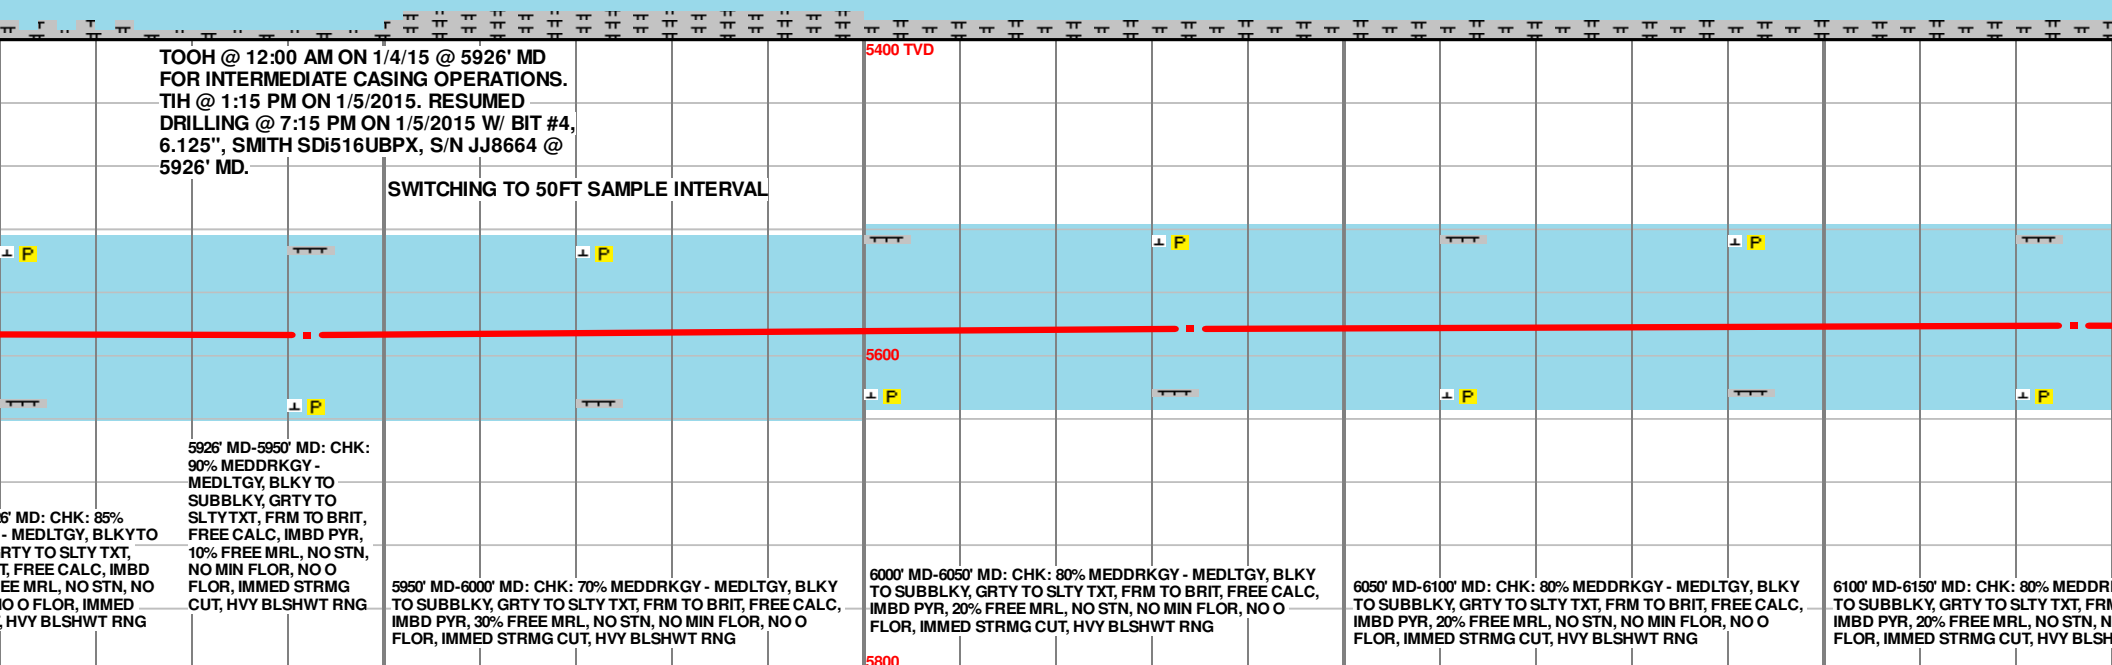 TOOH @ 12:00 AM ON 1/4/15 @ 5926' MD
FOR INTERMEDIATE CASING OPERATIONS.
TIH @ 1:15 PM ON 1/5/2015. RESUMED
DRILLING @ 7:15 PM ON 1/5/2015 W/ BIT #4,
6.125", SMITH SDi516UBPX, S/N JJ8664 @
5926' MD.
SWITCHING TO 50FT SAMPLE INTERVAL
5400 TVD
P
P
P
P
5600
P
P
P
P
6' MD: CHK: 85%
- MEDLTGY, BLKY TO
RTY TO SLTY TXT,
T, FREE CALC, IMBD
EE MRL, NO STN, NO
O O FLOR, IMMED
, HVY BLSHWT RNG
5926' MD-5950' MD: CHK:
90% MEDDRKGY -
MEDLTGY, BLKY TO
SUBBLKY, GRTY TO
SLTY TXT, FRM TO BRIT,
FREE CALC, IMBD PYR,
10% FREE MRL, NO STN,
NO MIN FLOR, NO O
FLOR, IMMED STRMG
CUT, HVY BLSHWT RNG
5950' MD-6000' MD: CHK: 70% MEDDRKGY - MEDLTGY, BLKY
TO SUBBLKY, GRTY TO SLTY TXT, FRM TO BRIT, FREE CALC,
IMBD PYR, 30% FREE MRL, NO STN, NO MIN FLOR, NO O
FLOR, IMMED STRMG CUT, HVY BLSHWT RNG
6000' MD-6050' MD: CHK: 80% MEDDRKGY - MEDLTGY, BLKY
TO SUBBLKY, GRTY TO SLTY TXT, FRM TO BRIT, FREE CALC,
IMBD PYR, 20% FREE MRL, NO STN, NO MIN FLOR, NO O
FLOR, IMMED STRMG CUT, HVY BLSHWT RNG
6050' MD-6100' MD: CHK: 80% MEDDRKGY - MEDLTGY, BLKY
TO SUBBLKY, GRTY TO SLTY TXT, FRM TO BRIT, FREE CALC,
IMBD PYR, 20% FREE MRL, NO STN, NO MIN FLOR, NO O
FLOR, IMMED STRMG CUT, HVY BLSHWT RNG
6100' MD-6150' MD: CHK: 80% MEDDR
TO SUBBLKY, GRTY TO SLTY TXT, FRM
IMBD PYR, 20% FREE MRL, NO STN, N
FLOR, IMMED STRMG CUT, HVY BLSH
5800